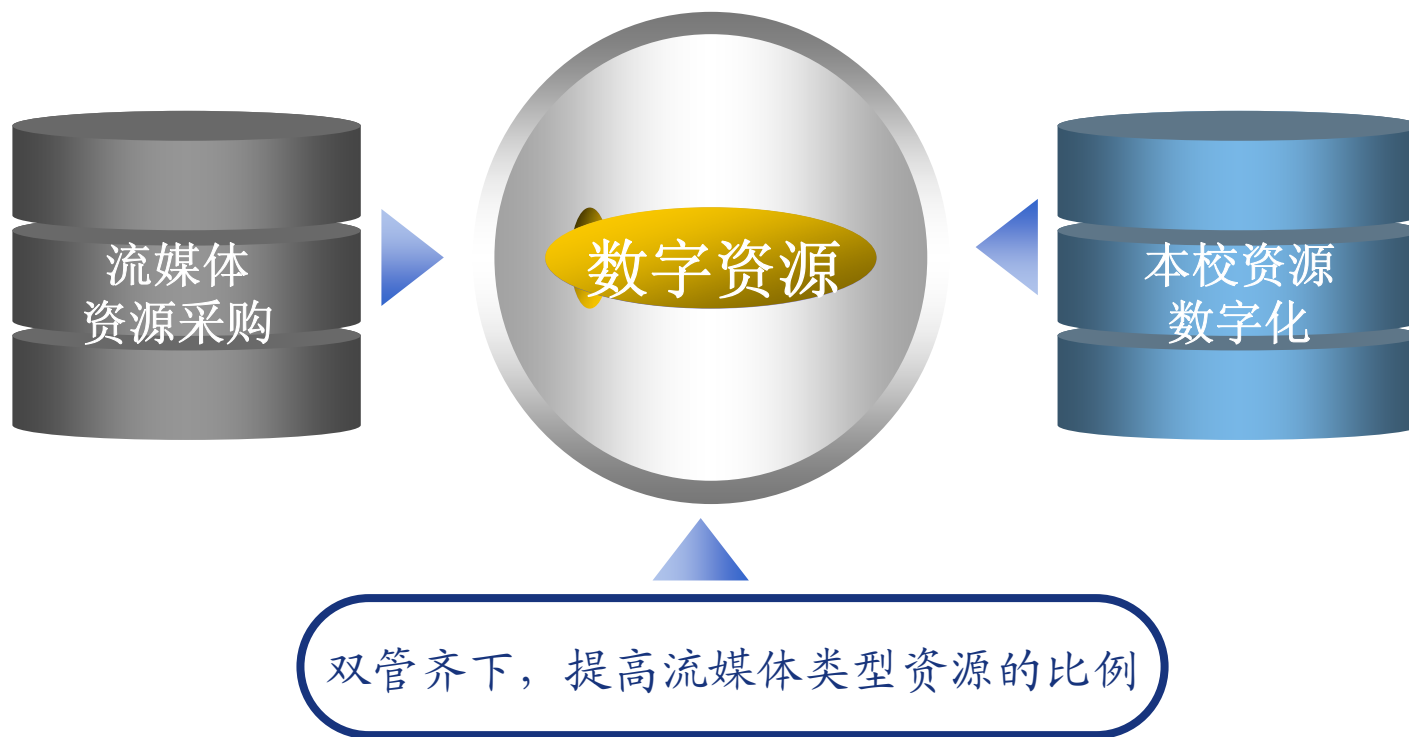 流媒体
资源采购
数字资源
本校资源
数字化
双管齐下，提高流媒体类型资源的比例